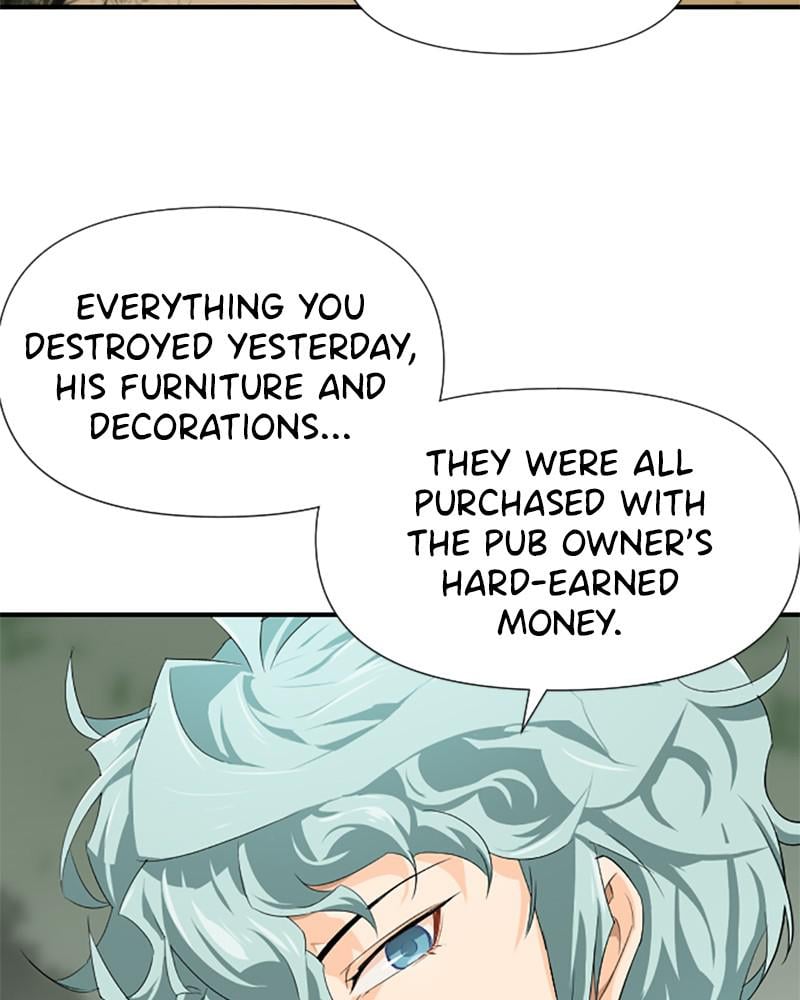 EVERYTHING YOU
DESTROYED YESTERDAY,
HIS FURNITURE AND
DECORATIONS...
THEY WERE ALL
PURCHASED WITH
THE PUB OWNER'S
HARD-EARNED
MONEY.